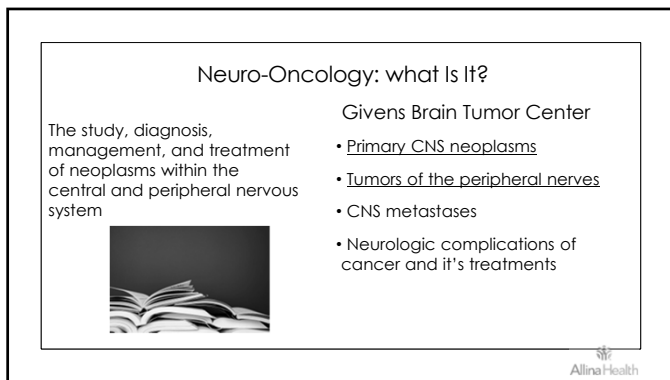 Neuro-Oncology: what Is It?
The study, diagnosis,
management, and treatment
of neoplasms within the
central and peripheral nervous
system
Givens Brain Tumor Center
• Primary CNS neoplasms
• Tumors of the peripheral nerves
• CNS metastases
• Neurologic complications of
cancer and it's treatments
AllinaHealth